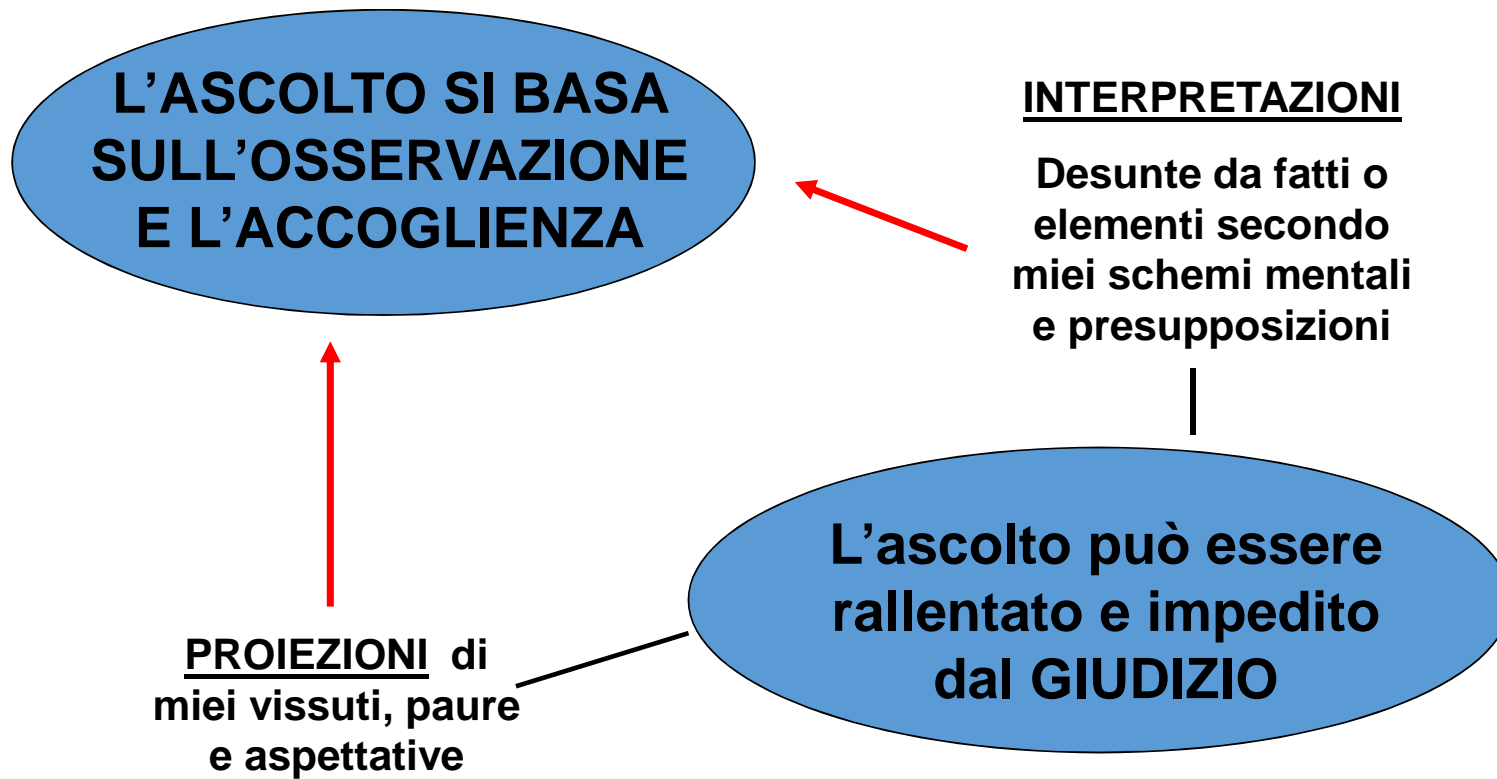 L’ASCOLTO SI BASA
SULL’OSSERVAZIONE
E L’ACCOGLIENZA
INTERPRETAZIONI
Desunte da fatti o
elementi secondo
miei schemi mentali
e presupposizioni
L’ascolto può essere
rallentato e impedito
dal GIUDIZIO
PROIEZIONI di
miei vissuti, paure
e aspettative